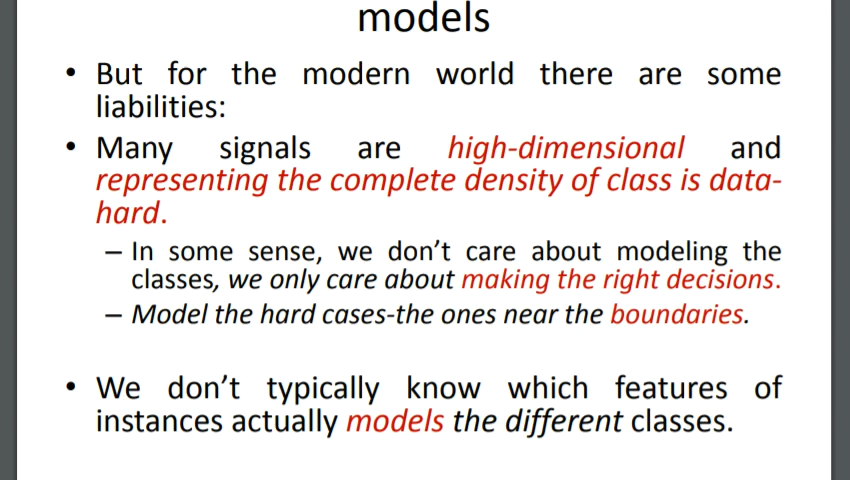 models
• But for the modern world there are some
liabilities:
• Many signals are high-dimensional and
representing the complete density of class is data-
hard.
– In some sense, we don’t care about modeling the
classes, we only care about making the right decisions.
– Model the hard cases-the ones near the boundaries.
• We don’t typically know which features of
instances actually models the different classes.